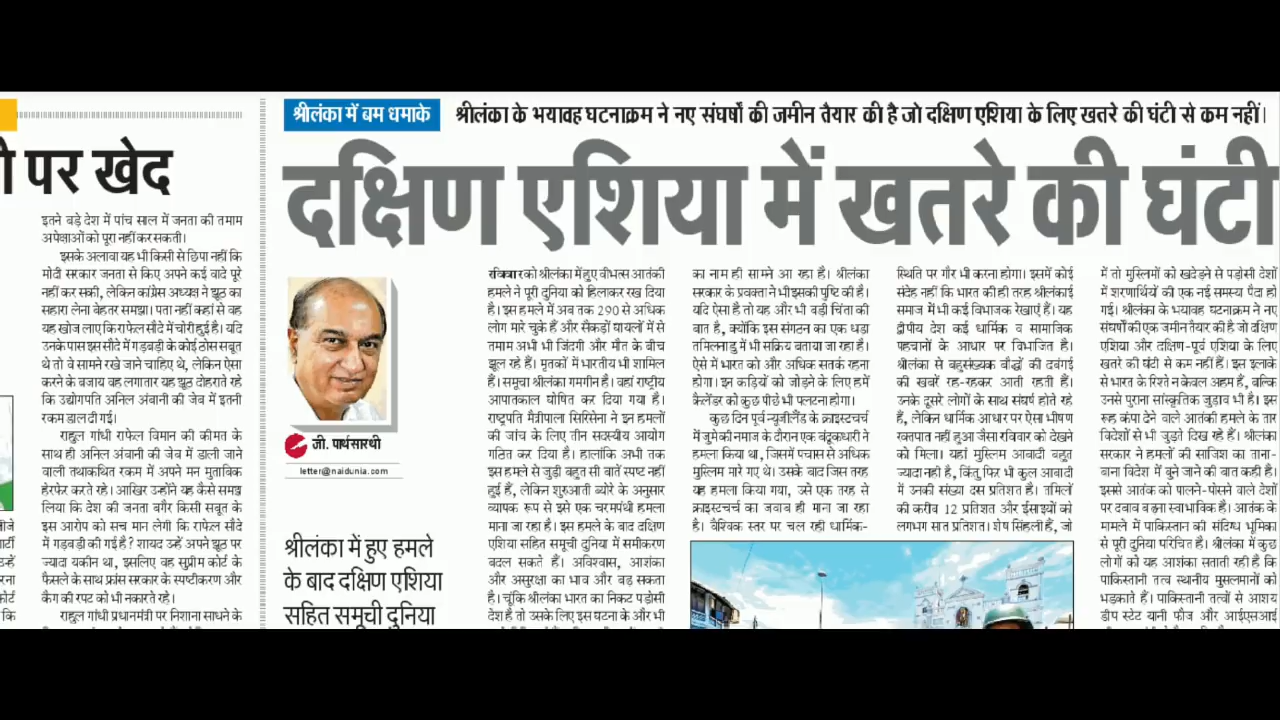 ो पर खेद
इतने बड़े देश में पांच साल में जनता की तमाम
अपेक्षाओं को पूरा नहीं कर सकती।
इसके अलावा यह भी किसी से छिपा नहीं कि
मोदी सरकार जनता से किए अपने कई वादे पूरे
नहीं कर सकी, लेकिन कांग्रेस अध्यक्ष ने झूठ का
सहारा लेना बेहतर समझा। पता नहीं कहां से वह
यह खोज लाए कि राफेल सौदे में चोरी हुई है। यदि
उनके पास इस सौदे में गड़बड़ी के कोई ठोस सबूत
थे तो वे सामने रखे जाने चाहिए थे, लेकिन ऐसा
करने के बजाय वह लगातार यह झूठ दोहराते रहे
कि उद्योगपति अनिल अंबानी की जेब में इतनी
रकम डाल दी गई।
राहुल गांधी राफेल विमान की कीमत के
साथ ही अनिल अंबानी की जेब में डाली जाने
वाली तथाकथित रकम में अपने मन मुताबिक
हेरफेर करते रहे। आखिर उन्होंने यह कैसे समझ
लिया कि देश की जनता बिना किसी सबूत के
इस आरोप को सच मान लेगी कि राफेल सौदे
में गड़बड़ी की गई है? शायद उन्हें अपने झूठ पर
ज्यादा यकीन था, इसलिए वह सुप्रीम कोर्ट के
फैसले के साथ फ्रांस सरकार के स्पष्टीकरण और
कैग की रपट को भी नकारते रहे।
राहुल गांधी प्रधानमंत्री पर निशाना साधने के
श्रीलंका में बम धमाके
श्रीलंका के भयावह घटनाक्रम ने नए संघर्षों की जमीन तैयार की है जो दक्षिण एशिया के लिए खतरे की घंटी से कम नहीं।
दक्षिण एशिया में खतरे की घंटी
जी. पार्थसारथी
letter@naidunia.com
श्रीलंका में हुए हमले
के बाद दक्षिण एशिया
सहित समूची दुनिया
रविवार को श्रीलंका में हुए वीभत्स आतंकी
हमले ने पूरी दुनिया को हिलाकर रख दिया
है। इन हमलों में अब तक 290 से अधिक
लोग मारे जा चुके हैं और सैकड़ों घायलों में से
तमाम अभी भी जिंदगी और मौत के बीच
झूल रहे हैं। मृतकों में भारतीय भी शामिल
हैं। समूचा श्रीलंका गमगीन है। वहां राष्ट्रीय
आपातकाल घोषित कर दिया गया है।
राष्ट्रपति मैत्रीपाला सिरिसेना ने इन हमलों
की जांच के लिए तीन सदस्यीय आयोग
गठित कर दिया है। हालांकि अभी तक
इस हमले से जुड़ी बहुत सी बातें स्पष्ट नहीं
हुई हैं, लेकिन शुरुआती जांच के अनुसार
व्यापक रूप से इसे एक जिहादी हमला
माना जा रहा है। इस हमले के बाद दक्षिण
एशिया सहित समूची दुनिया में समीकरण
बदल सकते हैं। अविश्वास, आशंका
और असुरक्षा का भाव और बढ़ सकता
है। चूंकि श्रीलंका भारत का निकट पड़ोसी
देश है तो उसके लिए इस घटना के और भी
का नाम ही सामने आ रहा है। श्रीलंका
सरकार के प्रवक्ता ने भी इसकी पुष्टि की है।
यदि ऐसा है तो यह भारत की बड़ी चिंता की
बात है, क्योंकि इस संगठन का एक धड़ा
तमिलनाडु में भी सक्रिय बताया जा रहा है।
ऐसे में भारत को और अधिक सतर्क रहना
होगा। इन कड़ियों को जोड़ने के लिए हमें
कैलेंडर को कुछ पीछे भी पलटना होगा।
कुछ दिन पूर्व न्यूजीलैंड के क्राइस्टचर्च में
जुमे की नमाज के दौरान एक बंदूकधारी ने
हमला किया था, जिसमें पचास से अधिक
मुस्लिम मारे गए थे। उसके बाद जिस तरह
यह हमला किया गया, उसे एक तरह से
क्राइस्टचर्च का जवाब भी माना जा रहा
है। वैश्विक स्तर पर चल रही धार्मिक-
स्थिति पर गौर भी करना होगा। इसमें कोई
संदेह नहीं कि भारत की ही तरह श्रीलंकाई
समाज में भी कई विभाजक रेखाएं हैं। यह
द्वीपीय देश भी धार्मिक व सामाजिक
पहचानों के आधार पर विभाजित है।
श्रीलंका से बहुसंख्यक बौद्धों की दबंगई
की खबरें रह-रहकर आती रहती हैं।
उनके दूसरे लोगों के साथ संघर्ष होते रहे
हैं, लेकिन धर्म के आधार पर ऐसा भीषण
रक्तपात नहीं हुआ जैसा रविवार को देखने
को मिला। वहां मुस्लिम आबादी बहुत
ज्यादा नहीं है, किंतु फिर भी कुल आबादी
में उनकी संख्या दस प्रतिशत है। तमिलों
की करीब 11 प्रतिशत और ईसाइयों की
लगभग सात प्रतिशत। शेष सिंहली हैं, जो
में तो मुस्लिमों को खदेड़ने से पड़ोसी देशों
में शरणार्थियों की एक नई समस्या पैदा हो
गई। श्रीलंका के भयावह घटनाक्रम ने नए
संघर्षों की एक जमीन तैयार की है जो दक्षिण
एशिया और दक्षिण-पूर्व एशिया के लिए
खतरे की घंटी से कम नहीं है। इस इलाके
से भारत के रिश्ते न केवल अहम हैं, बल्कि
उनसे पुराना सांस्कृतिक जुड़ाव भी है। इस
तरह दशा देने वाले आतंकी हमले के तार
विदेशी ताकतों से जुड़ते दिख रहे हैं। श्रीलंका
सरकार ने हमलों की साजिश का ताना-
बाना विदेश में बुने जाने की बात कही है।
इससे आतंक को पालने-पोसने वाले देशों
पर दबाव बढ़ना स्वाभाविक है। आतंक के
मामले में पाकिस्तान की संदिग्ध भूमिका
से पूरी दुनिया परिचित है। श्रीलंका में कुछ
लोगों को यह आशंका सताती रही है कि
पाकिस्तानी तत्व स्थानीय मुसलमानों को
भड़काते हैं। पाकिस्तानी तत्वों से आशय
डीप स्टेट यानी फौज और आईएसआई